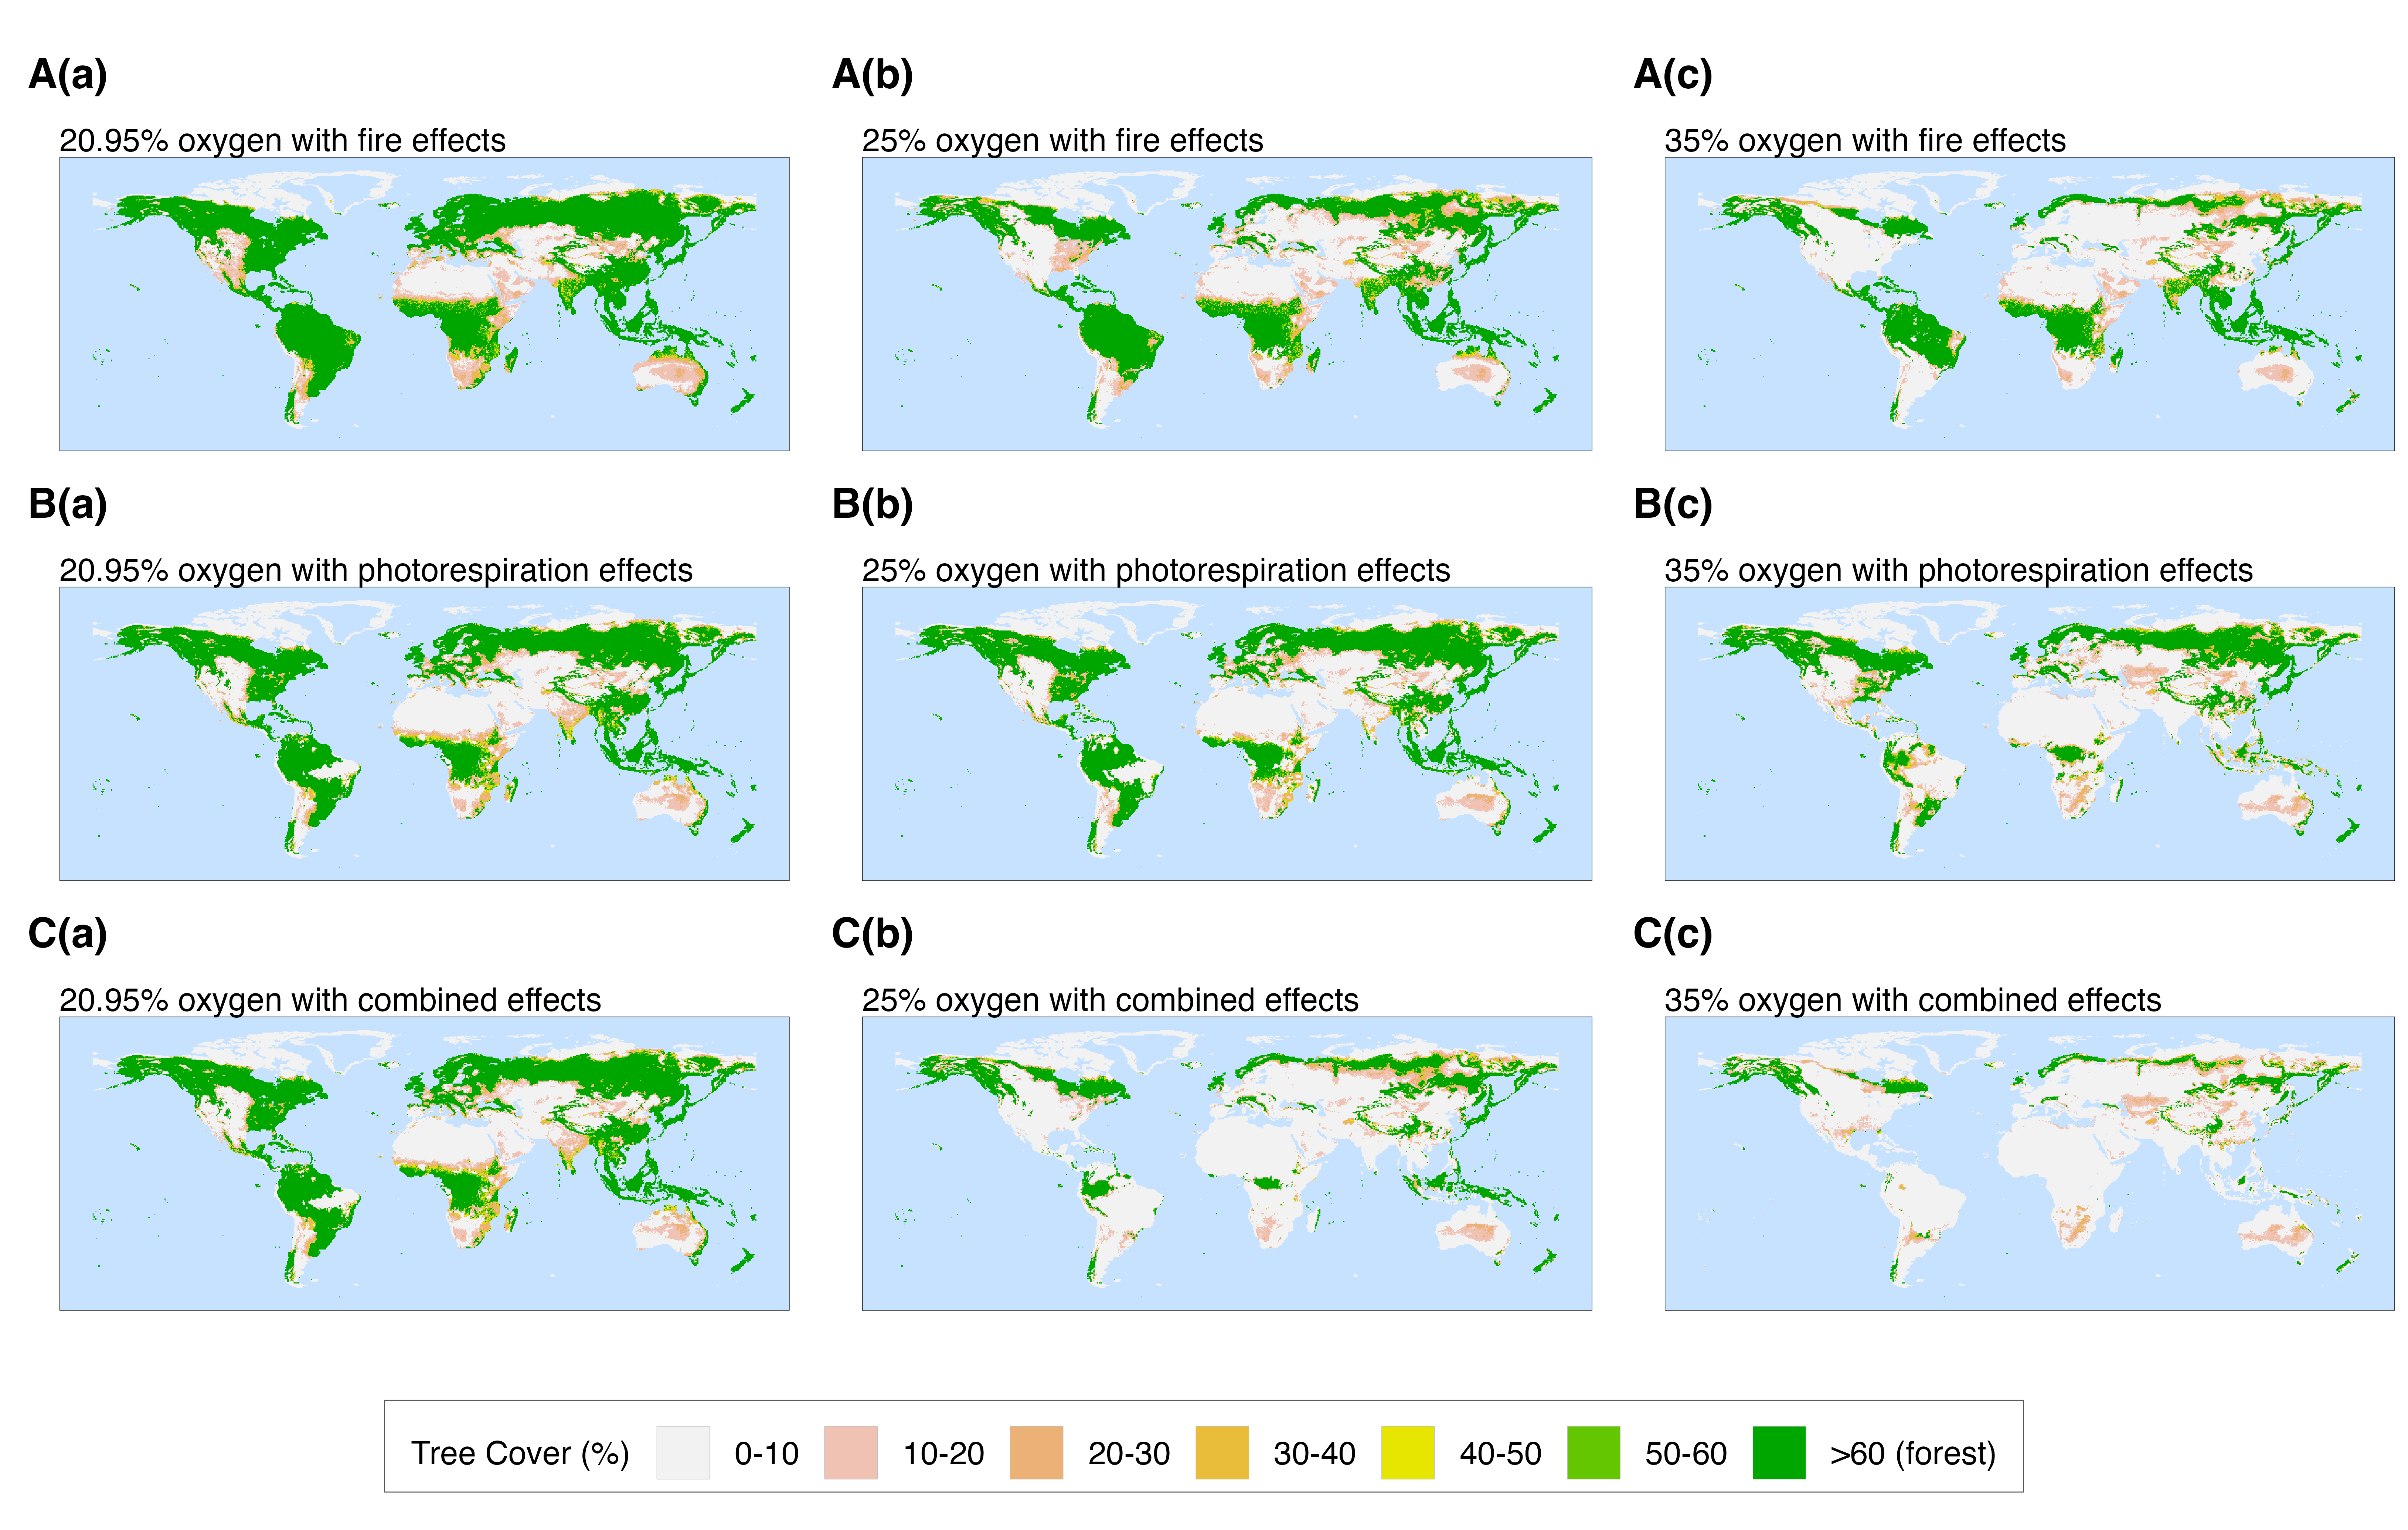 A(a)
A(b)
A(c)
20.95% oxygen with fire effects
25% oxygen with fire effects
35% oxygen with fire effects
B(a)
B(b)
B(c)
20.95% oxygen with photorespiration effects
25% oxygen with photorespiration effects
35% oxygen with photorespiration effects
C(a)
C(b)
C(c)
20.95% oxygen with combined effects
25% oxygen with combined effects
35% oxygen with combined effects
Tree Cover (%) 0-10 10-20 20-30 30-40 40-50 50-60 >60 (forest)